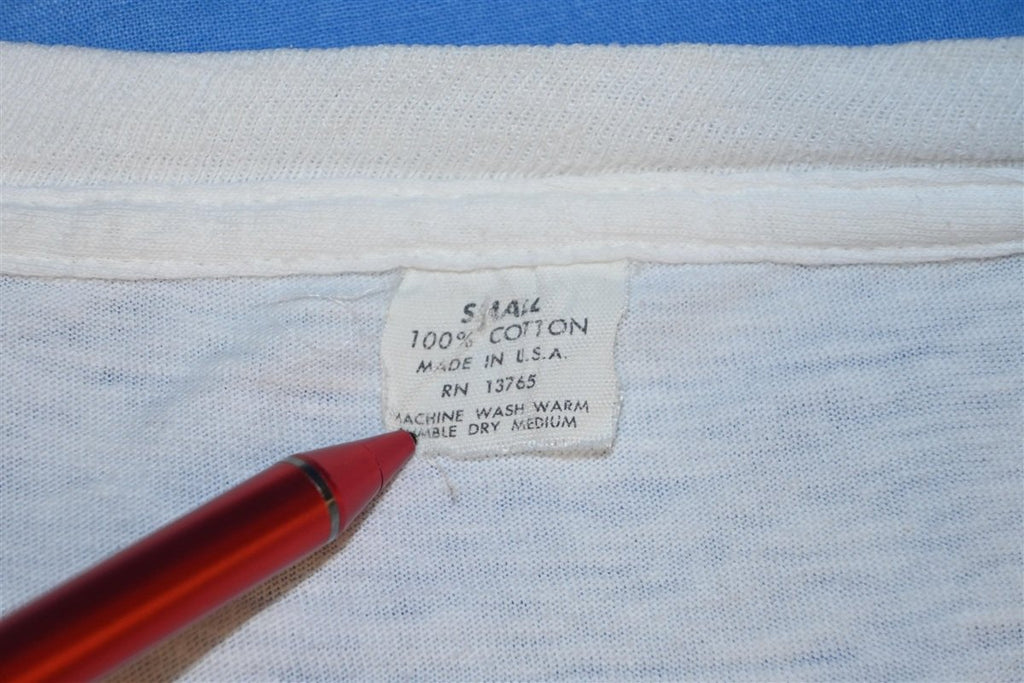 SMALL
100% COTTON
MADE IN U.S.A.
RN 13765
MACHINE WASH WARM
TUMBLE DRY MEDIUM